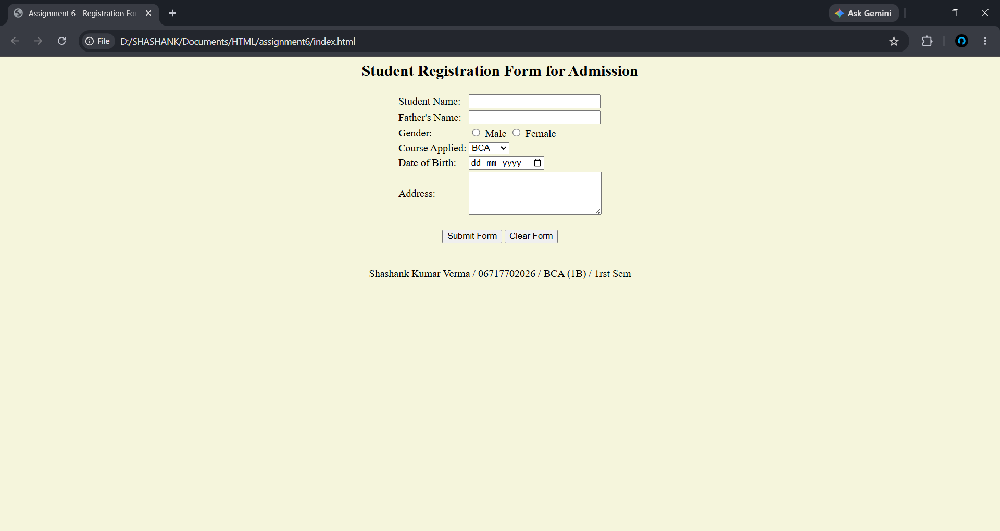 Assignment 6 - Registration For
Ask Gemini
File
D:/SHASHANK/Documents/HTML/assignment6/index.html
Student Registration Form for Admission
Student Name:
Father's Name:
Gender: Male Female
Course Applied: BCA
Date of Birth: dd-mm-yyyy
Address:
Submit Form Clear Form
Shashank Kumar Verma / 06717702026 / BCA (1B) / 1rst Sem